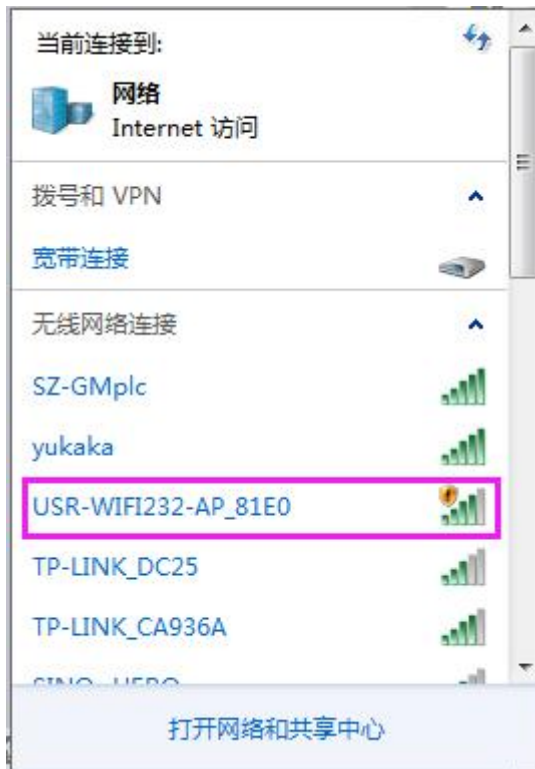 当前连接到:
网络
Internet 访问
拨号和 VPN
宽带连接
无线网络连接
SZ-GMplc
yukaka
USR-WIFI232-AP_81E0
TP-LINK_DC25
TP-LINK_CA936A
打开网络和共享中心